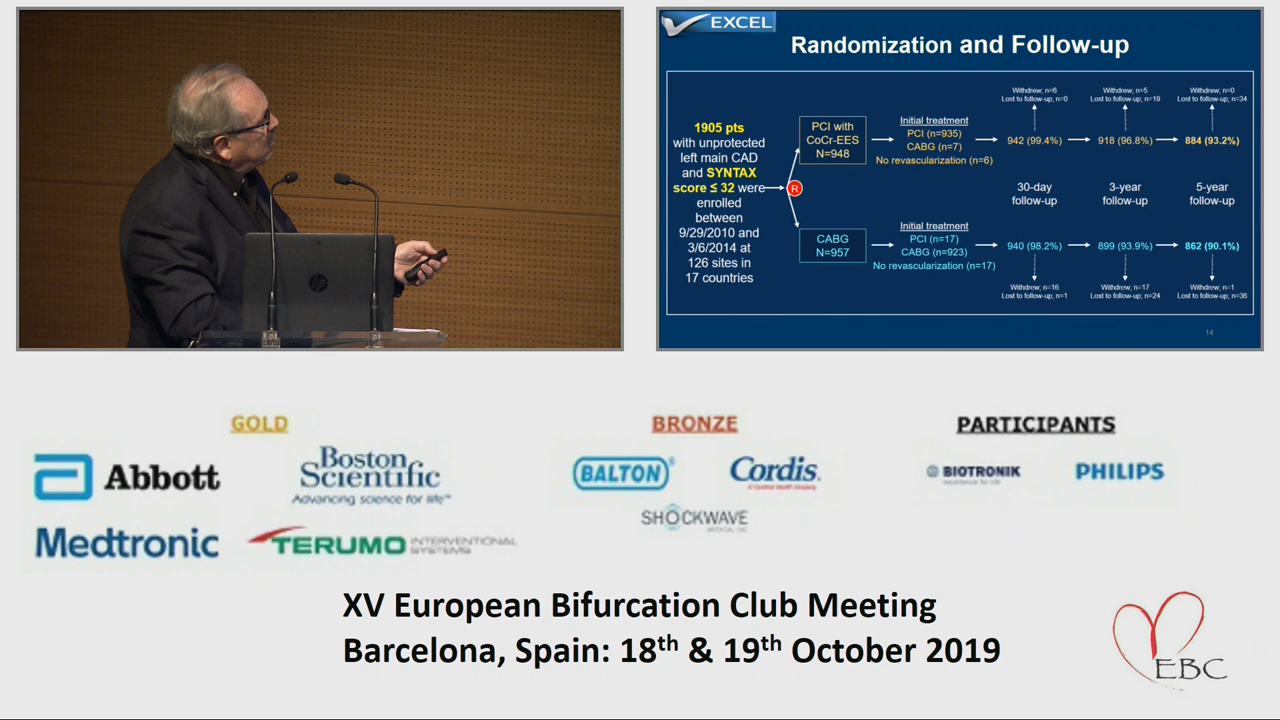 EXCEL
Randomization and Follow-up
1905 pts
with unprotected
left main CAD
and SYNTAX
score ≤ 32 were
enrolled
between
9/29/2010 and
3/6/2014 at
126 sites in
17 countries
R
PCI with
CoCr-EES
N=948
Initial treatment
PCI (n=935)
CABG (n=7)
No revascularization (n=6)
Withdrew; n=6
Lost to follow-up; n=0
942 (99.4%)
Withdrew; n=5
Lost to follow-up; n=19
918 (96.8%)
Withdrew; n=0
Lost to follow-up; n=34
884 (93.2%)
30-day
follow-up
3-year
follow-up
5-year
follow-up
CABG
N=957
Initial treatment
PCI (n=17)
CABG (n=923)
No revascularization (n=17)
940 (98.2%)
Withdrew; n=16
Lost to follow-up; n=1
899 (93.9%)
Withdrew; n=17
Lost to follow-up; n=24
862 (90.1%)
Withdrew; n=1
Lost to follow-up; n=36
14
hp
GOLD
Abbott
Boston
Scientific
Advancing science for life™
Medtronic
TERUMO INTERVENTIONAL
SYSTEMS
BRONZE
BALTON®
Cordis.
SHOCKWAVE
MEDICAL, INC
PARTICIPANTS
BIOTRONIK
excellence for life
PHILIPS
XV European Bifurcation Club Meeting
Barcelona, Spain: 18th & 19th October 2019
EBC